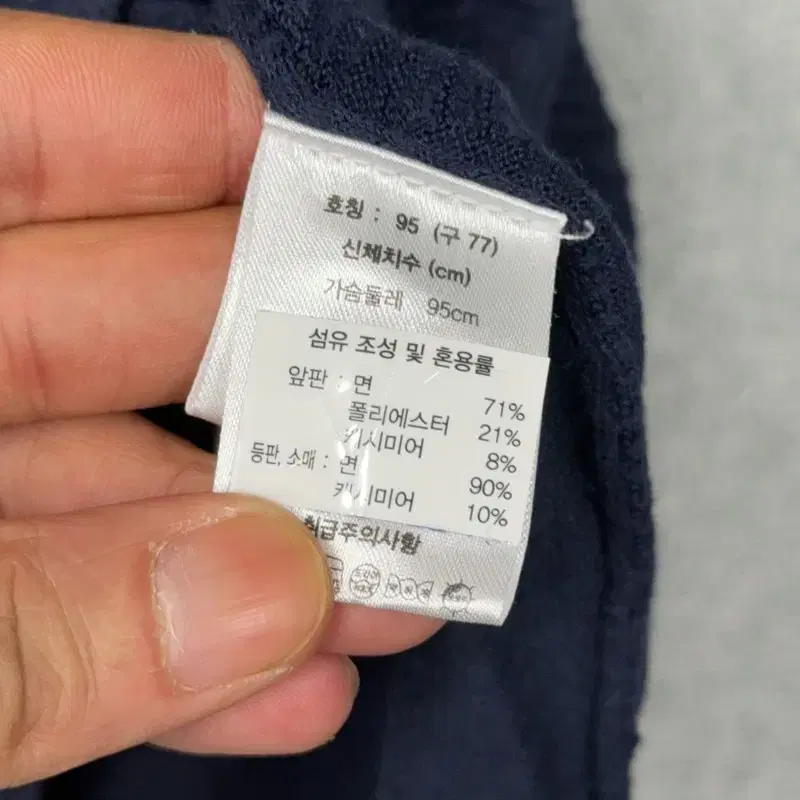 호칭 : 95 (구 77)
신체치수 (cm)
가슴둘레 95cm
섬유 조성 및 혼용률
앞판 : 면 71%
폴리에스터 21%
캐시미어 8%
등판, 소매 : 면 90%
캐시미어 10%
취급주의사항